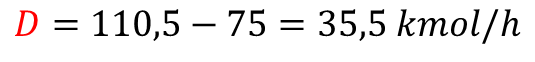 D = 110,5 − 75 = 35,5 kmol/h